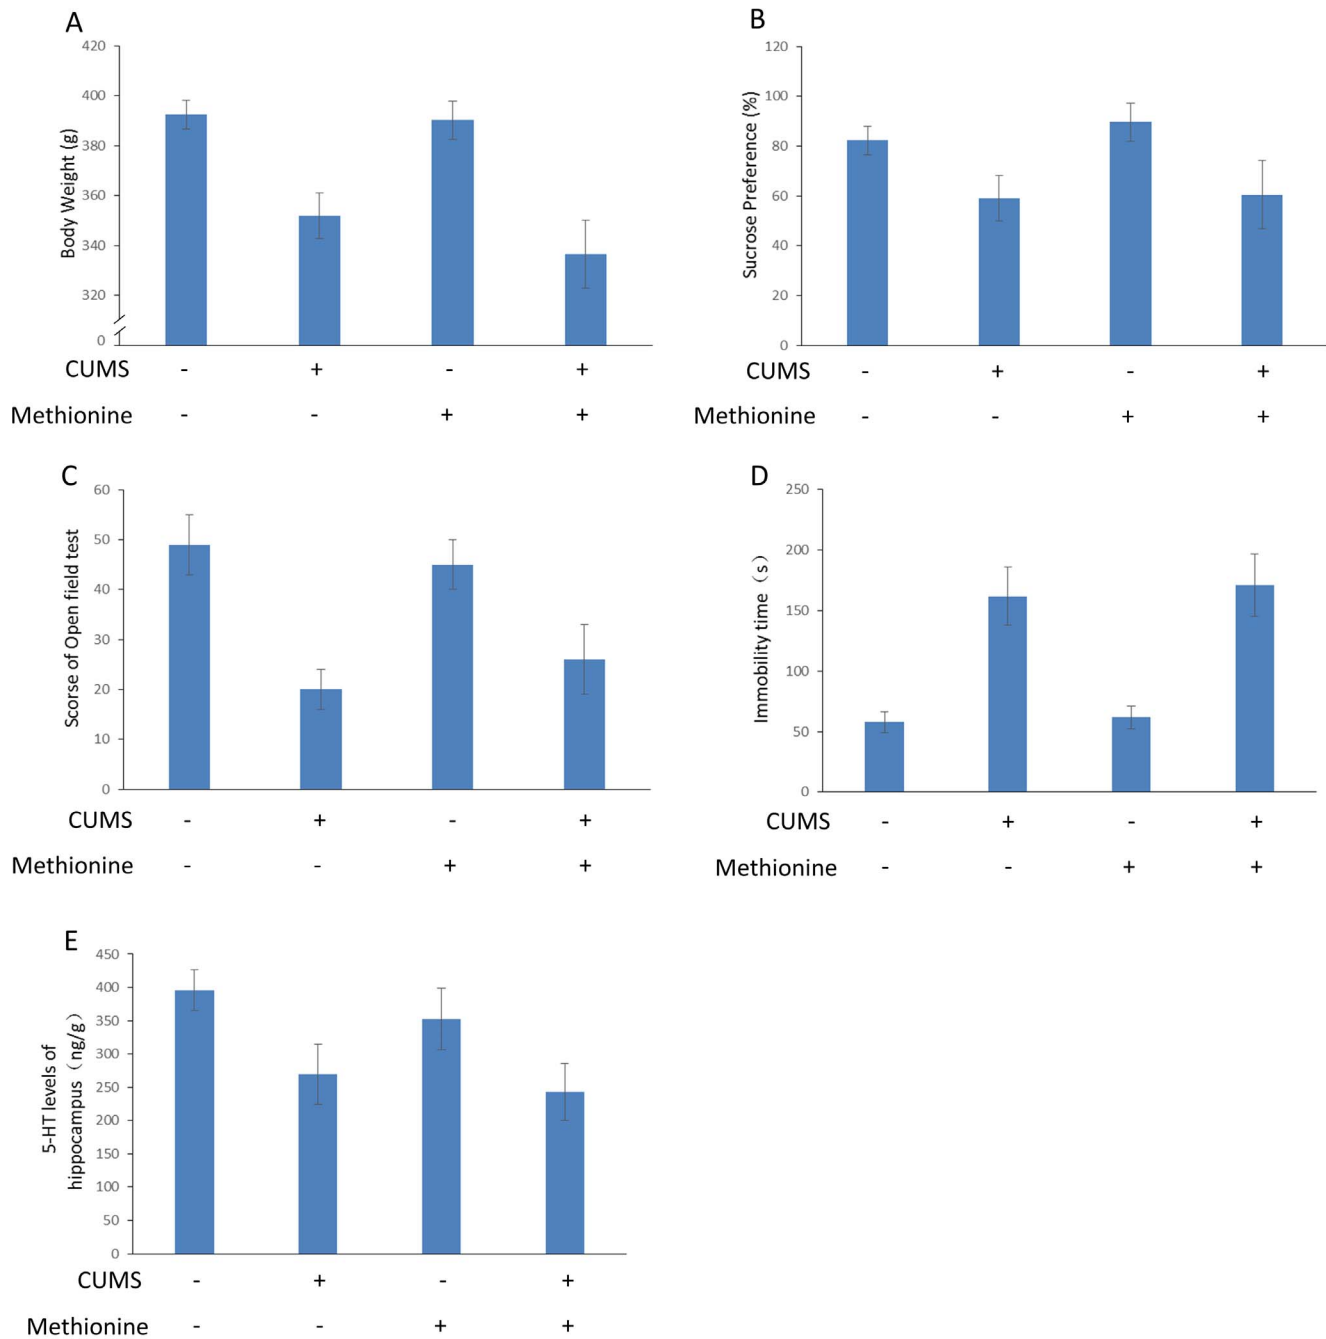 A
Body Weight (g)
420
400
380
360
340
320
0
CUMS - + - +
Methionine - - + +
B
Sucrose Preference (%)
120
100
80
60
40
20
0
CUMS - + - +
Methionine - - + +
C
Scorse of Open field test
60
50
40
30
20
10
0
CUMS - + - +
Methionine - - + +
D
Immobility time（s）
250
200
150
100
50
0
CUMS - + - +
Methionine - - + +
E
5-HT levels of
hippocampus（ng/g）
450
400
350
300
250
200
150
100
50
0
CUMS - + - +
Methionine - - + +